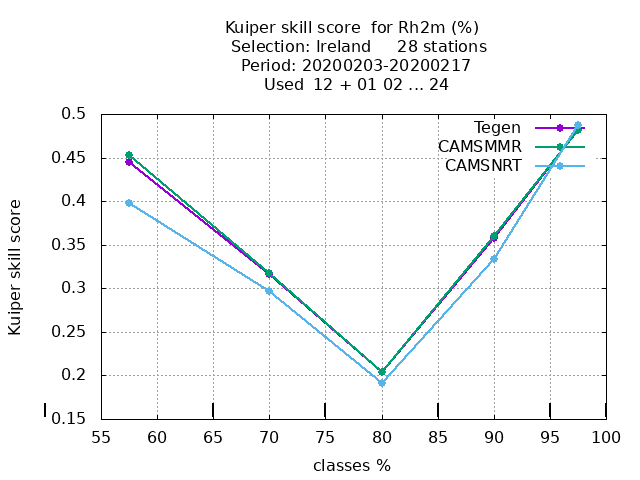 Kuiper skill score  for Rh2m (%)
Selection: Ireland     28 stations
Period: 20200203-20200217
Used  12 + 01 02 ... 24
Tegen
CAMSMMR
CAMSNRT
Kuiper skill score
0.5
0.45
0.4
0.35
0.3
0.25
0.2
0.15
55 60 65 70 75 80 85 90 95 100
classes %